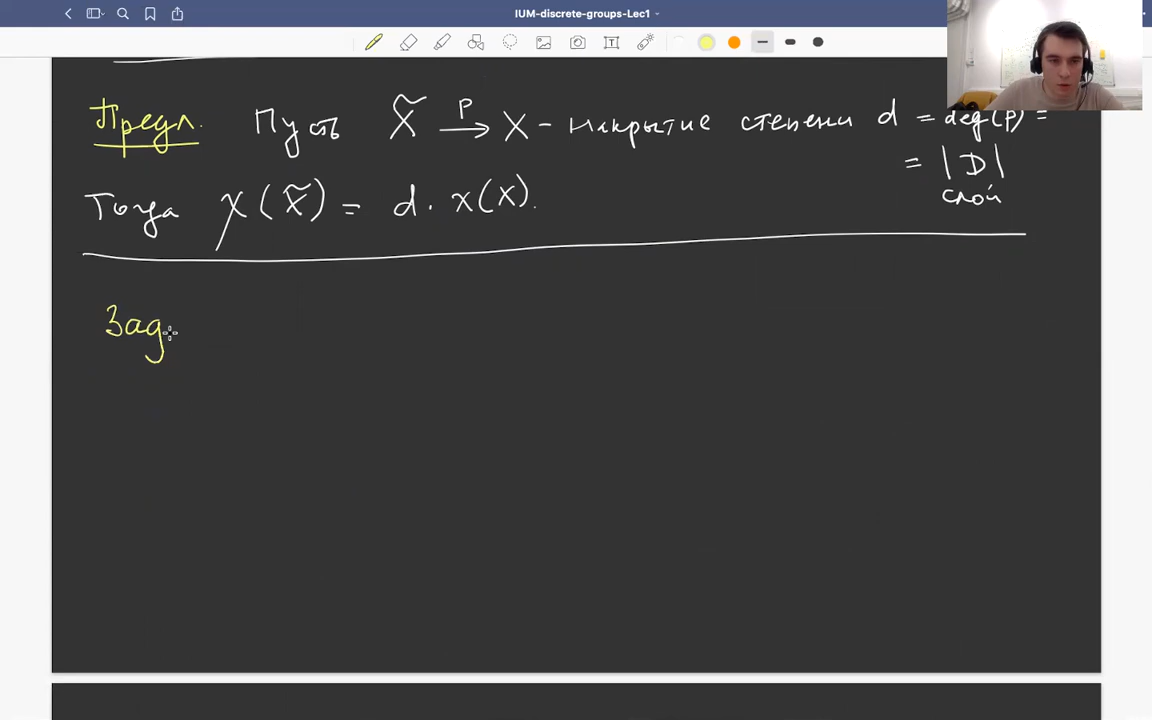 IUM-discrete-groups-Lec1
Предл. Пусть X̃ →ᴾ X - накрытие степени d = deg(P) =
= |D|
слой
Тогда χ(X̃) = d · χ(X).
Зад